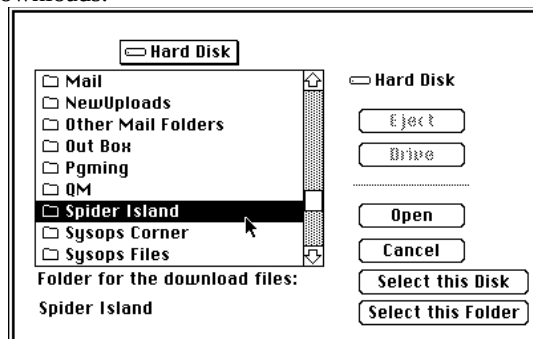 ownloads.
Hard Disk
Mail
NewUploads
Other Mail Folders
Out Box
Pgming
QM
Spider Island
Sysops Corner
Sysops Files
Folder for the download files:
Spider Island
Hard Disk
Eject
Drive
Open
Cancel
Select this Disk
Select this Folder